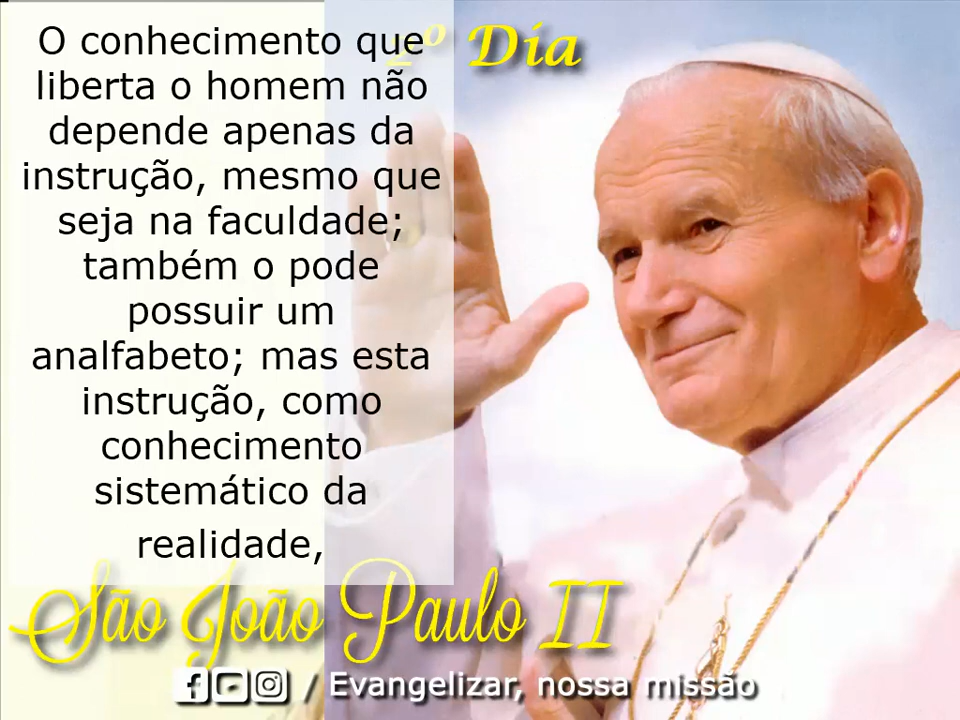 O conhecimento que
liberta o homem não
depende apenas da
instrução, mesmo que
seja na faculdade;
também o pode
possuir um
analfabeto; mas esta
instrução, como
conhecimento
sistemático da
realidade,
º Dia
São João Paulo II
/ Evangelizar, nossa missão